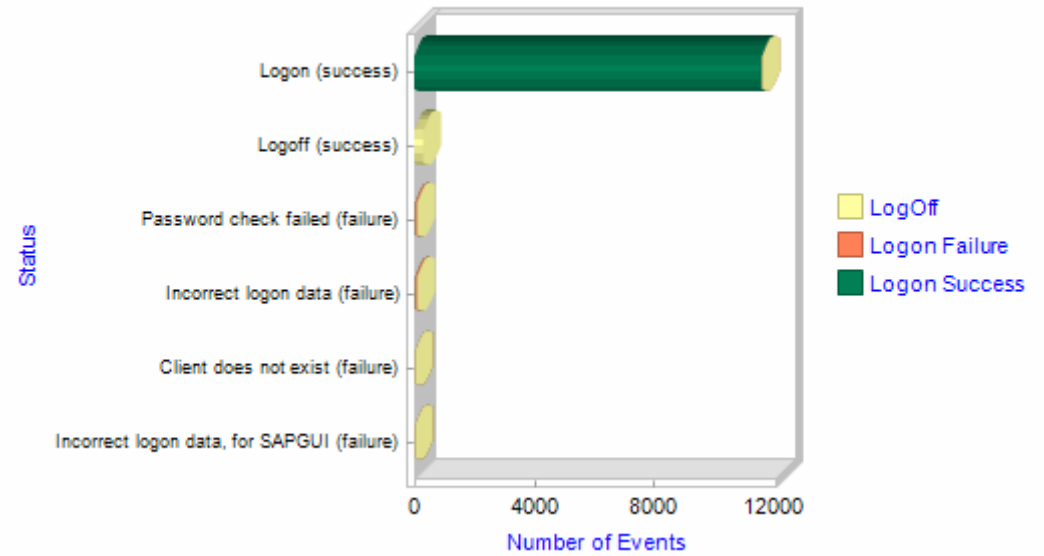 Logon (success)
Logoff (success)
Password check failed (failure)
Incorrect logon data (failure)
Client does not exist (failure)
Incorrect logon data, for SAPGUI (failure)
Status
0
4000
8000
12000
Number of Events
LogOff
Logon Failure
Logon Success